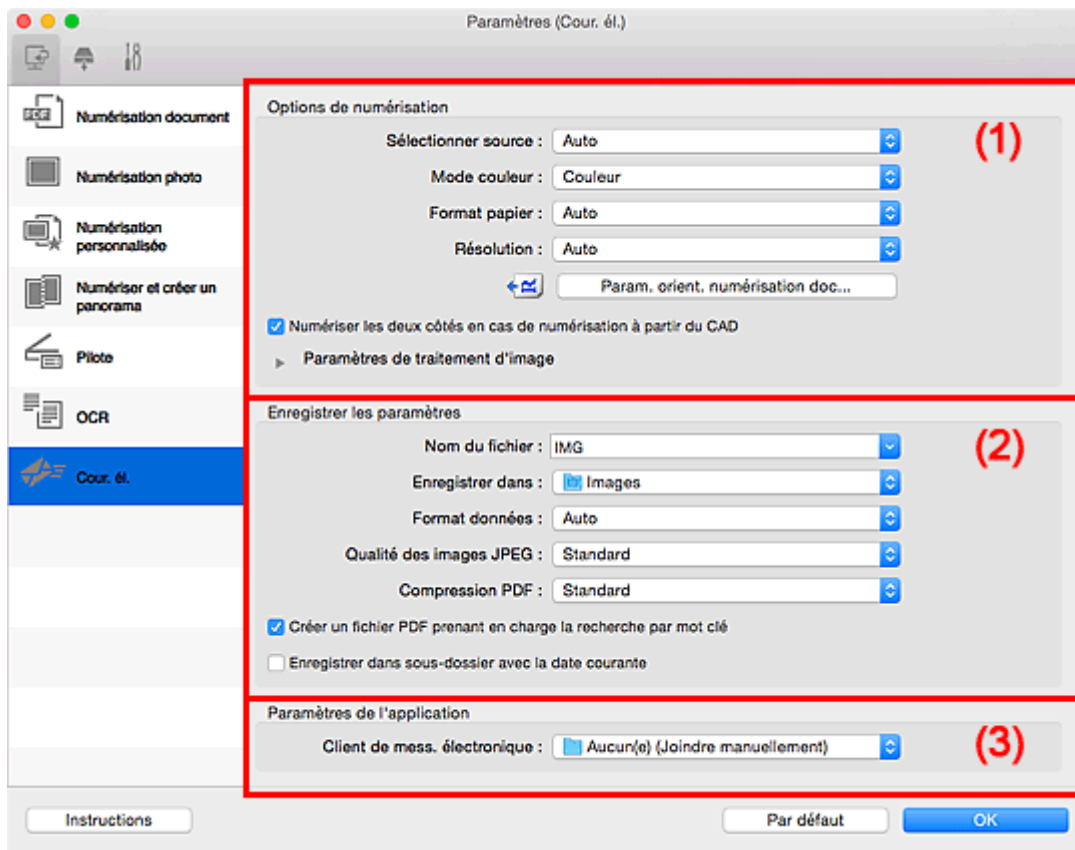 Paramètres (Cour. él.)
Numérisation document
Numérisation photo
Numérisation
personnalisée
Numériser et créer un
panorama
Pilote
OCR
Cour. él.
Options de numérisation
(1)
Sélectionner source : Auto
Mode couleur : Couleur
Format papier : Auto
Résolution : Auto
Param. orient. numérisation doc...
Numériser les deux côtés en cas de numérisation à partir du CAD
Paramètres de traitement d'image
Enregistrer les paramètres
(2)
Nom du fichier : IMG
Enregistrer dans : Images
Format données : Auto
Qualité des images JPEG : Standard
Compression PDF : Standard
Créer un fichier PDF prenant en charge la recherche par mot clé
Enregistrer dans sous-dossier avec la date courante
Paramètres de l'application
(3)
Client de mess. électronique : Aucun(e) (Joindre manuellement)
Instructions
Par défaut
OK